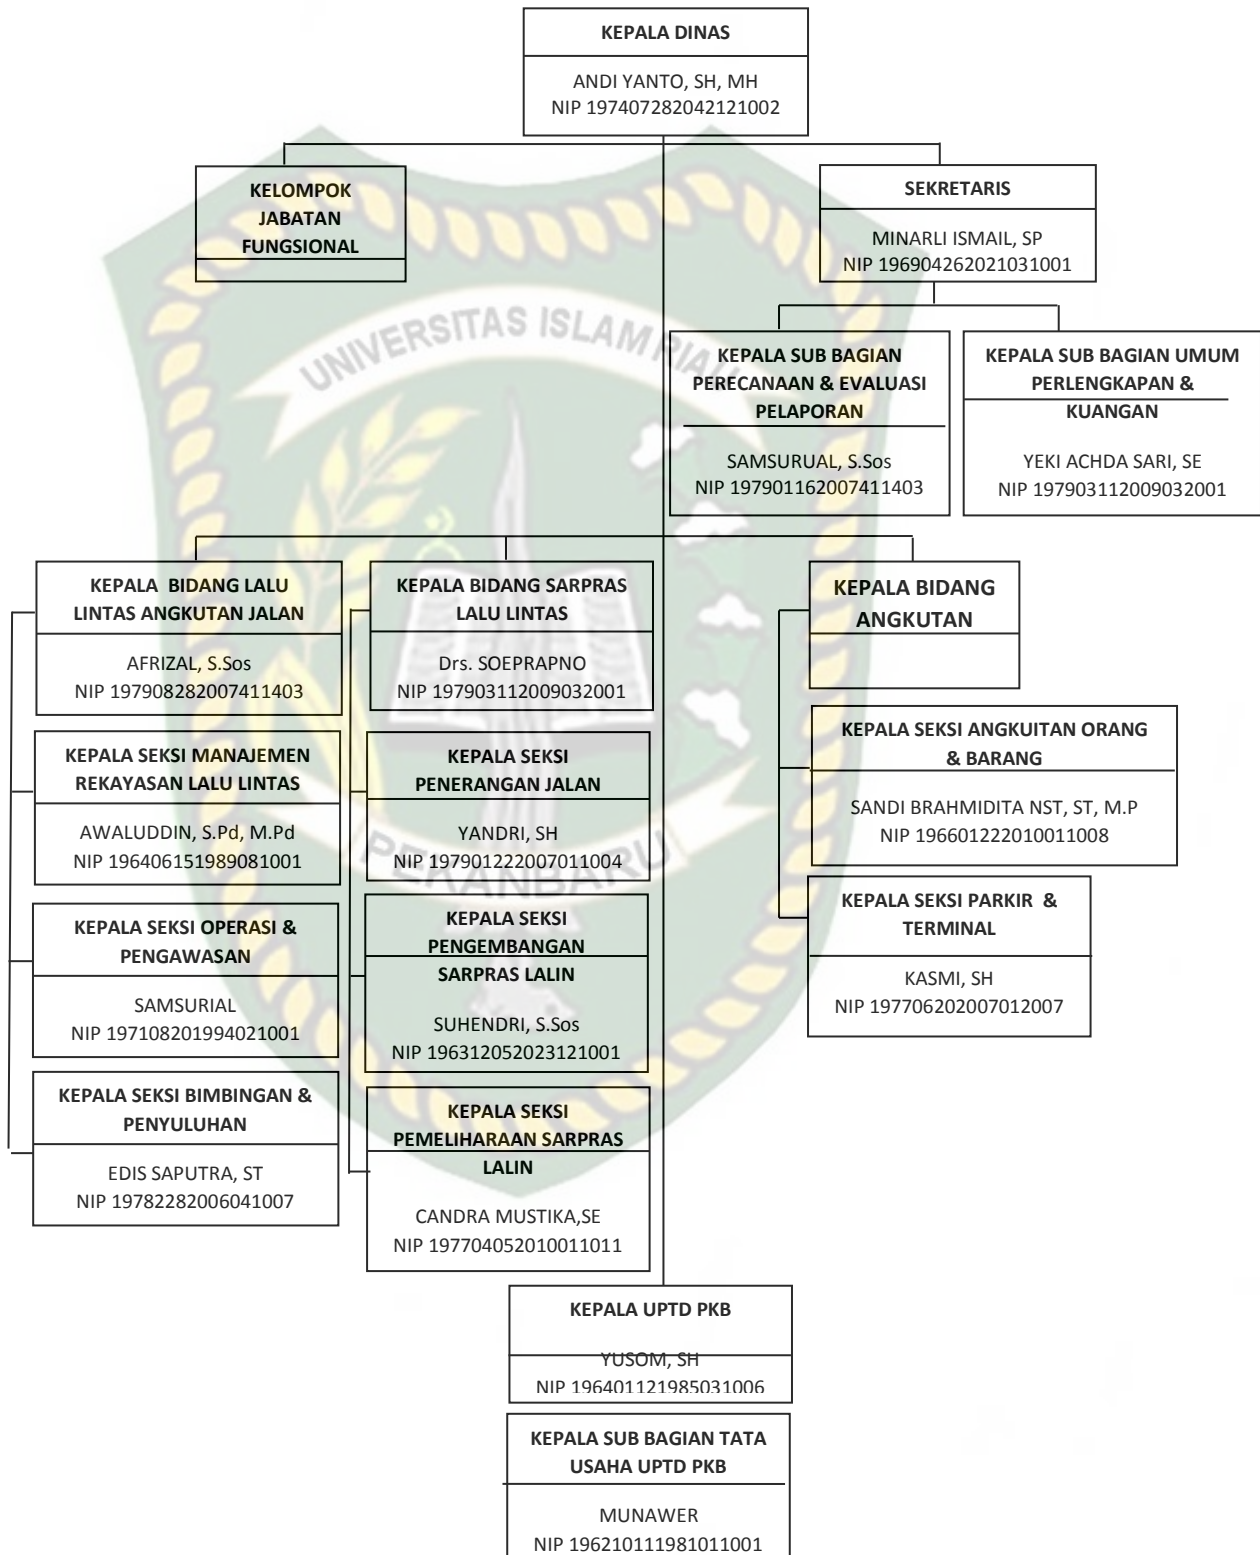 KEPALA DINAS
ANDI YANTO, SH, MH
NIP 197407282042121002
KELOMPOK
JABATAN
FUNGSIONAL
SEKRETARIS
MINARLI ISMAIL, SP
NIP 196904262021031001
KEPALA SUB BAGIAN
PERECANAAN & EVALUASI
PELAPORAN
SAMSURUAL, S.Sos
NIP 197901162007411403
KEPALA SUB BAGIAN UMUM
PERLENGKAPAN &
KUANGAN
YEKI ACHDA SARI, SE
NIP 197903112009032001
UNIVERSITAS ISLAM RIAU
KEPALA BIDANG LALU
LINTAS ANGKUTAN JALAN
AFRIZAL, S.Sos
NIP 197908282007411403
KEPALA SEKSI MANAJEMEN
REKAYASAN LALU LINTAS
AWALUDDIN, S.Pd, M.Pd
NIP 196406151989081001
KEPALA SEKSI OPERASI &
PENGAWASAN
SAMSURIAL
NIP 197108201994021001
KEPALA SEKSI BIMBINGAN &
PENYULUHAN
EDIS SAPUTRA, ST
NIP 19782282006041007
KEPALA BIDANG SARPRAS
LALU LINTAS
Drs. SOEPRAPNO
NIP 197903112009032001
KEPALA SEKSI
PENERANGAN JALAN
YANDRI, SH
NIP 197901222007011004
PEKANBARU
KEPALA SEKSI
PENGEMBANGAN
SARPRAS LALIN
SUHENDRI, S.Sos
NIP 196312052023121001
KEPALA SEKSI
PEMELIHARAAN SARPRAS
LALIN
CANDRA MUSTIKA,SE
NIP 197704052010011011
KEPALA BIDANG
ANGKUTAN
KEPALA SEKSI ANGKUITAN ORANG
& BARANG
SANDI BRAHMIDITA NST, ST, M.P
NIP 196601222010011008
KEPALA SEKSI PARKIR &
TERMINAL
KASMI, SH
NIP 197706202007012007
KEPALA UPTD PKB
YUSOM, SH
NIP 196401121985031006
KEPALA SUB BAGIAN TATA
USAHA UPTD PKB
MUNAWER
NIP 196210111981011001